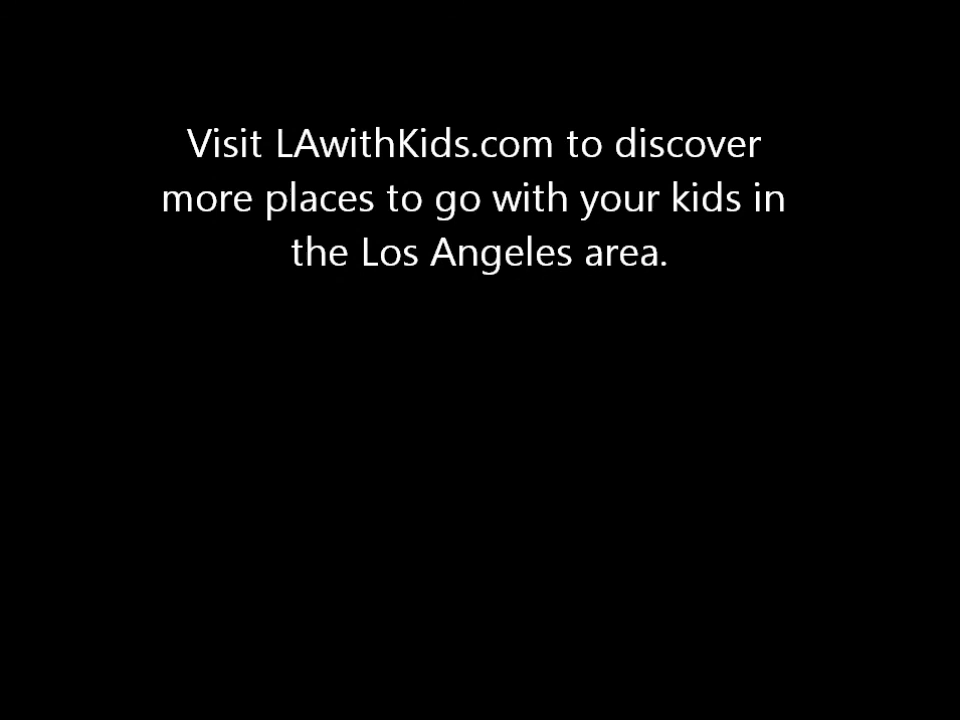 Visit LAwithKids.com to discover
more places to go with your kids in
the Los Angeles area.